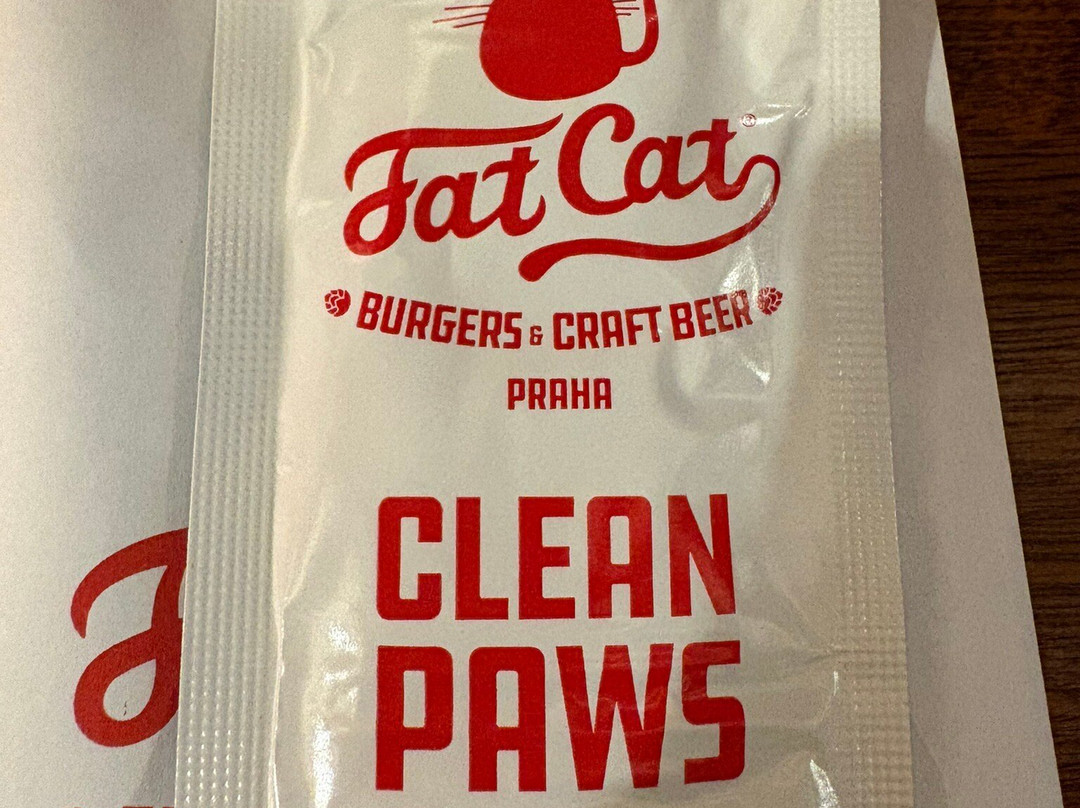 Fat Cat®
BURGERS & CRAFT BEER
PRAHA
CLEAN
PAWS
F